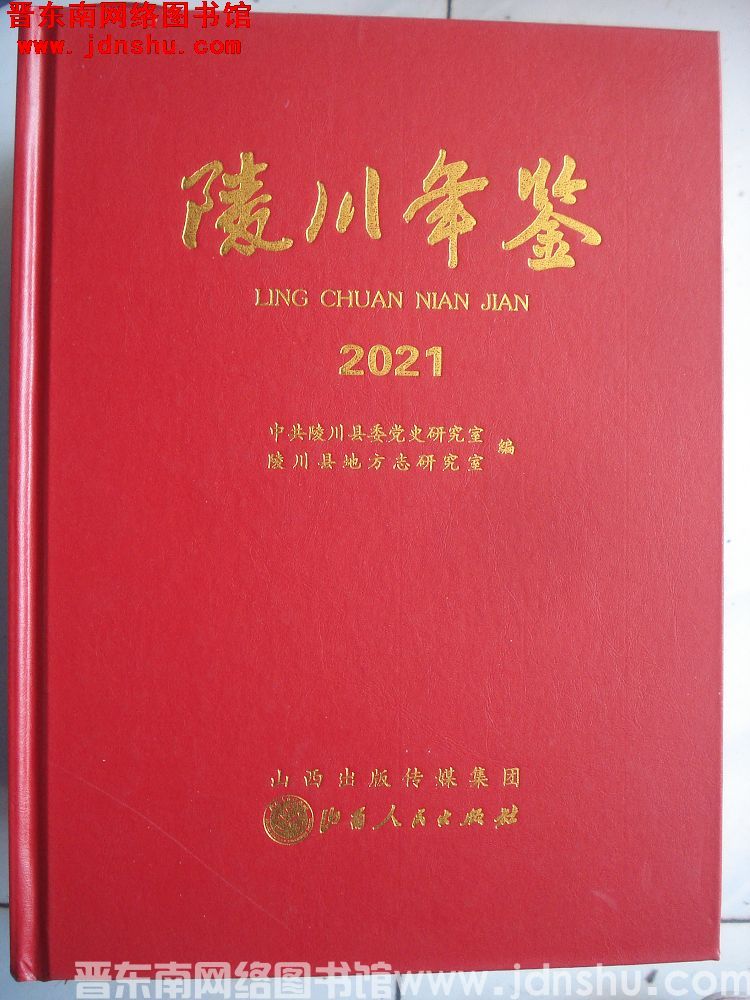 晋东南网络图书馆
www.jdnshu.com
陵川年鉴
LING CHUAN NIAN JIAN
2021
中共陵川县委党史研究室
陵川县地方志研究室
编
山西出版传媒集团
山西人民出版社
晋东南网络图书馆www.jdnshu.com